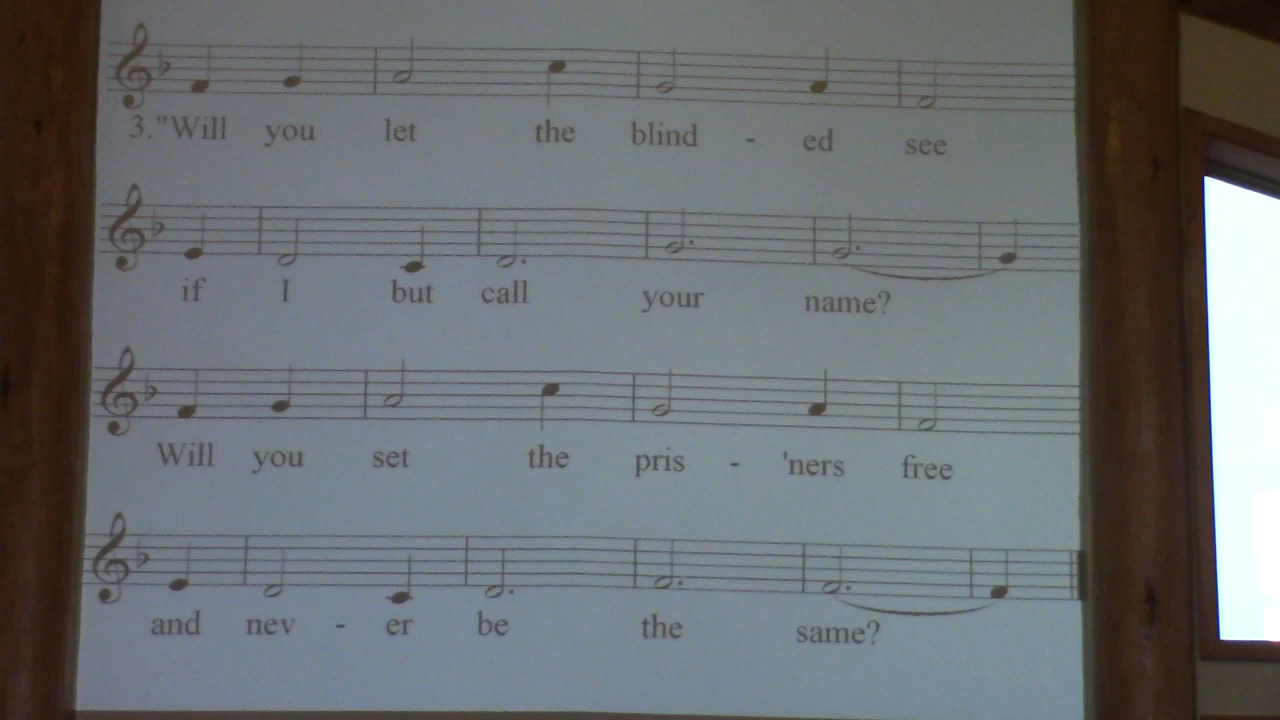 3."Will you let the blind - ed see
if I but call your name?
Will you set the pris - 'ners free
and nev - er be the same?